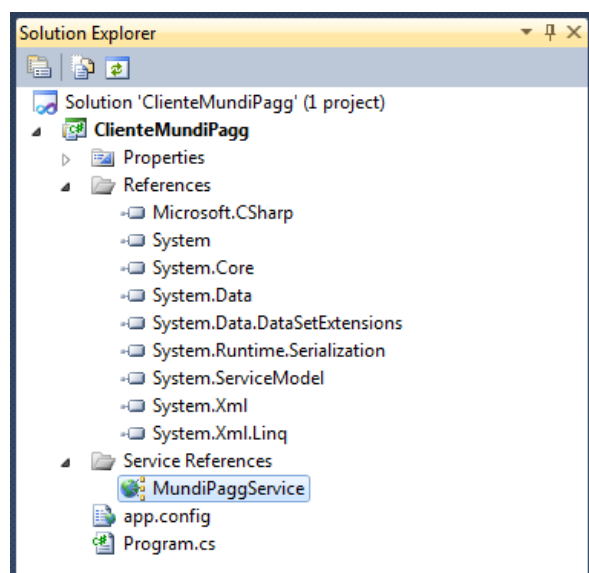 Solution Explorer
Solution 'ClienteMundiPagg' (1 project)
ClienteMundiPagg
Properties
References
Microsoft.CSharp
System
System.Core
System.Data
System.Data.DataSetExtensions
System.Runtime.Serialization
System.ServiceModel
System.Xml
System.Xml.Linq
Service References
MundiPaggService
app.config
Program.cs